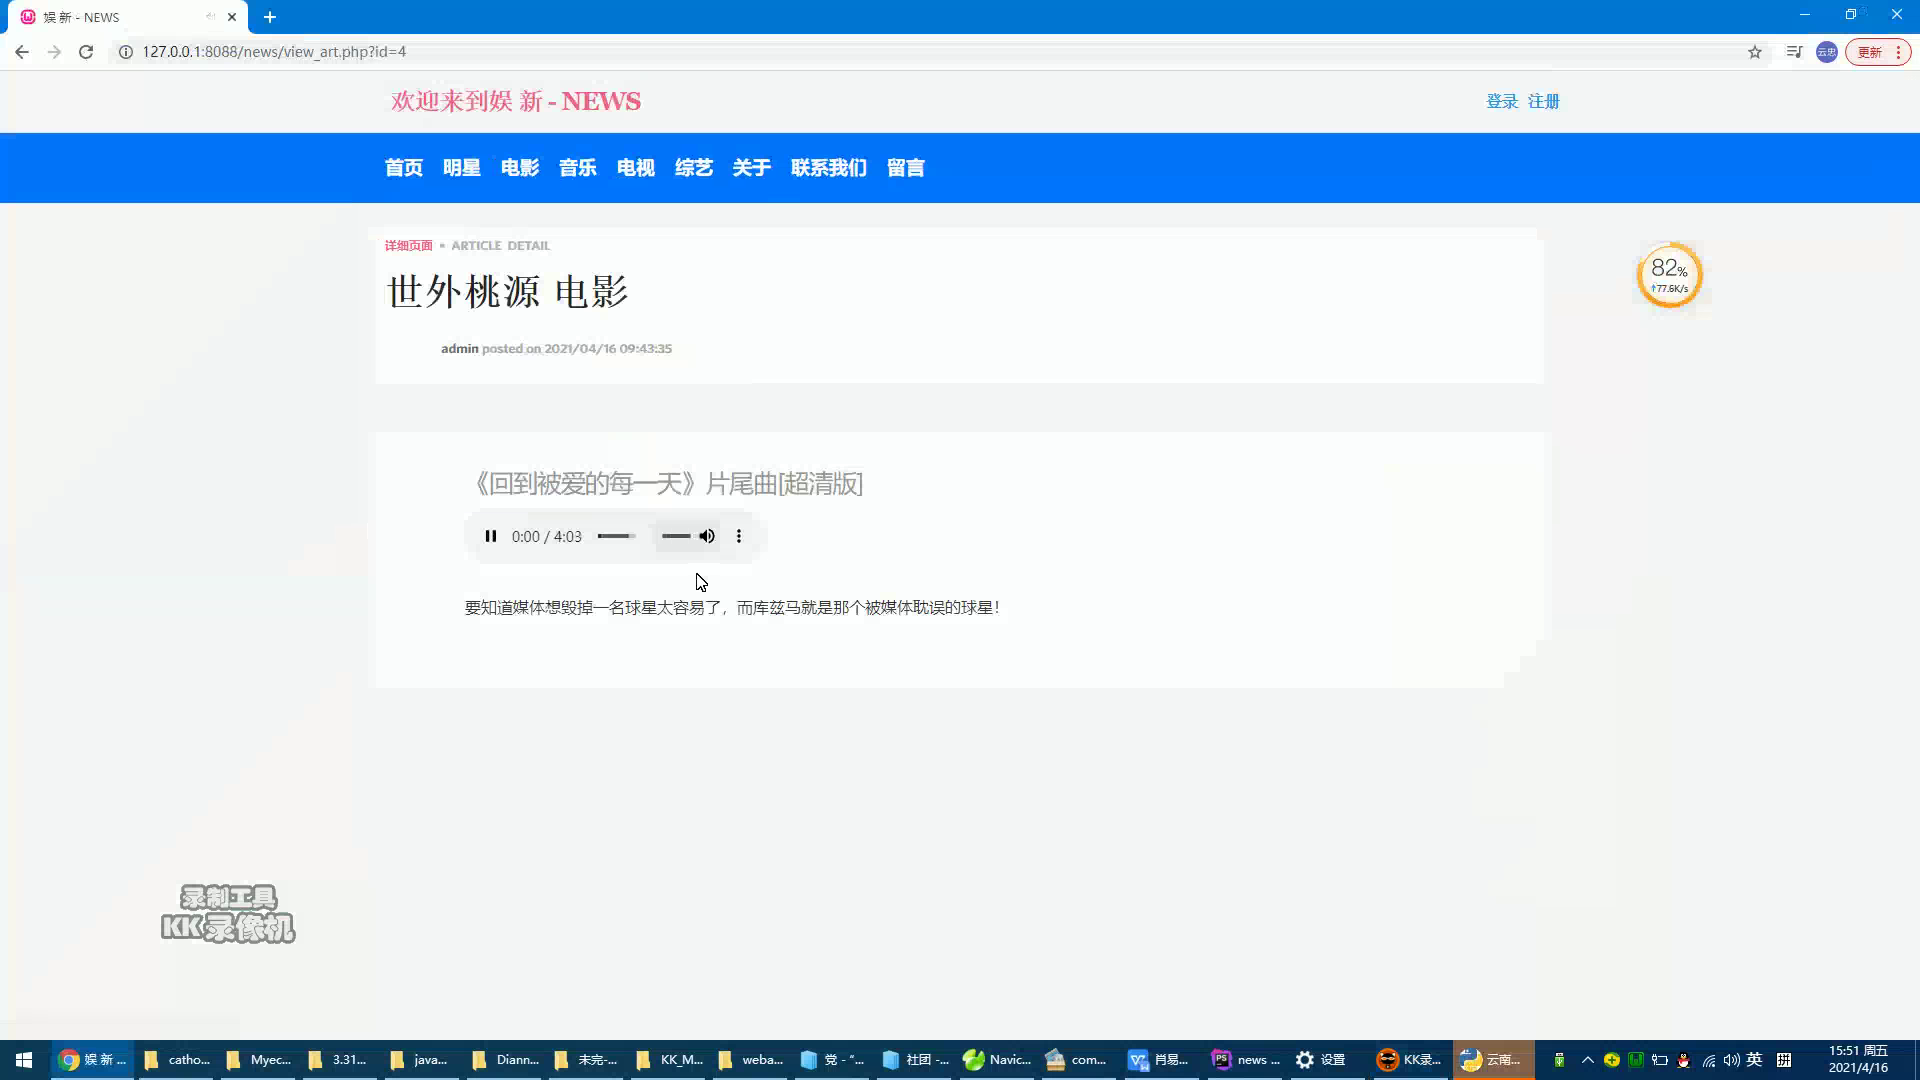 娱 新 - NEWS
127.0.0.1:8088/news/view_art.php?id=4
云忠
更新
欢迎来到娱 新 - NEWS
登录 注册
首页 明星 电影 音乐 电视 综艺 关于 联系我们 留言
详细页面 ARTICLE DETAIL
世外桃源 电影
82%
↑77.6K/s
admin posted on 2021/04/16 09:43:35
《回到被爱的每一天》片尾曲[超清版]
0:00 / 4:03
要知道媒体想毁掉一名球星太容易了，而库兹马就是那个被媒体耽误的球星！
录制工具
KK录像机
娱 新 ...
catho...
Myec...
3.31...
java...
Diann...
未完-...
KK_M...
weba...
党 - “...
社团 -...
Navic...
com...
肖易...
PS
news ...
设置
KK录...
云南...
英
拼
15:51 周五
2021/4/16